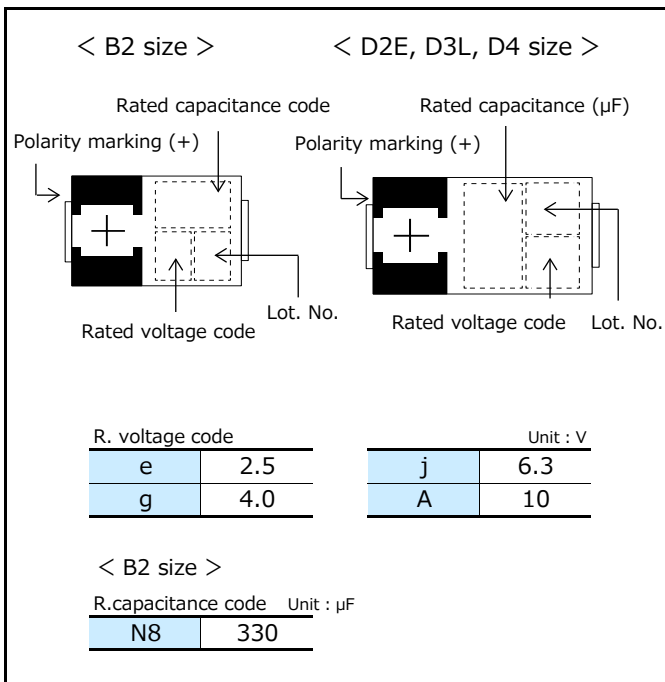 < B2 size >
< D2E, D3L, D4 size >
Rated capacitance code
Rated capacitance (µF)
Polarity marking (+)
Polarity marking (+)
+
+
Rated voltage code
Lot. No.
Rated voltage code
Lot. No.
R. voltage code
Unit : V
e 2.5
j 6.3
g 4.0
A 10
< B2 size >
R.capacitance code Unit : µF
N8 330